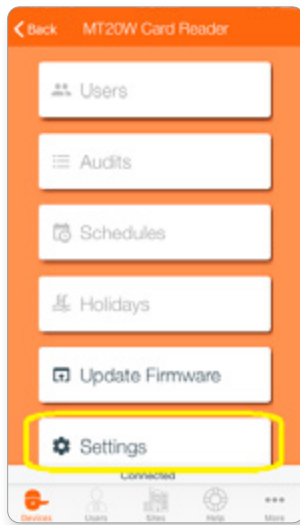 Back MT20W Card Reader
Users
Audits
Schedules
Holidays
Update Firmware
Settings
Connected
Devices Users Sites Help More